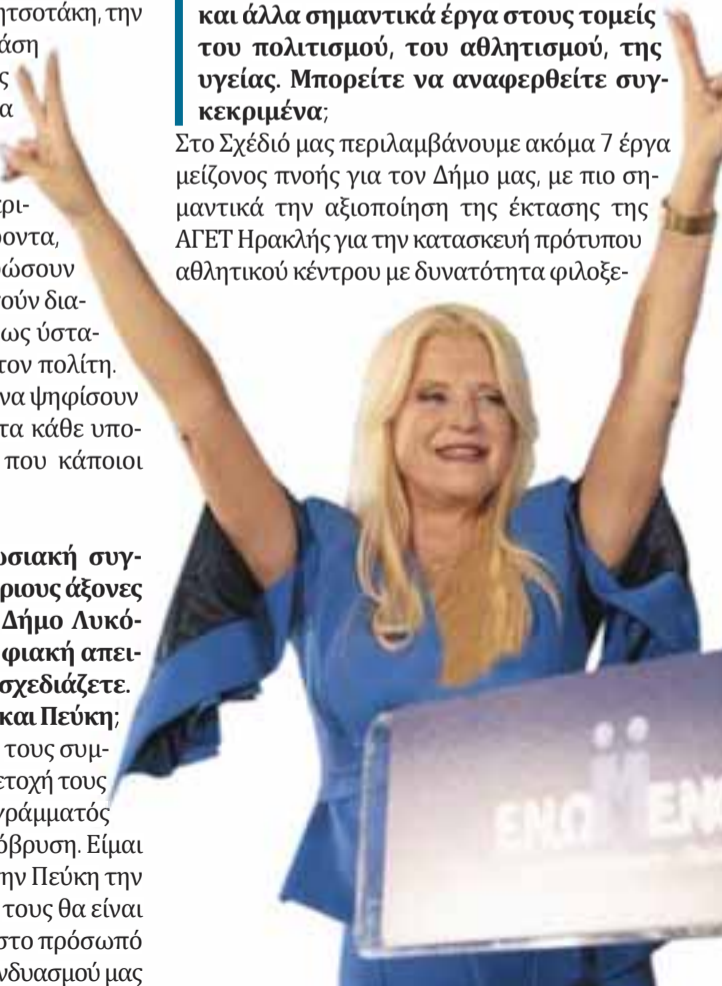 ητσοτάκη, την
άση
ς
α
ρι-
οντα,
ώσουν
ούν δια-
ως ύστα-
τον πολίτη.
να ψηφίσουν
τα κάθε υπο-
που κάποιοι
ωσιακή συγ-
ριους άξονες
Δήμο Λυκό-
φιακή απει-
σχεδιάζετε.
και Πεύκη;
τους συμ-
ετοχή τους
γράμματός
όβρυση. Είμαι
ην Πεύκη την
τους θα είναι
στο πρόσωπό
νδυασμού μας
και άλλα σημαντικά έργα στους τομείς
του πολιτισμού, του αθλητισμού, της
υγείας. Μπορείτε να αναφερθείτε συγ-
κεκριμένα;
Στο Σχέδιό μας περιλαμβάνουμε ακόμα 7 έργα
μείζονος πνοής για τον Δήμο μας, με πιο ση-
μαντικά την αξιοποίηση της έκτασης της
ΑΓΕΤ Ηρακλής για την κατασκευή πρότυπου
αθλητικού κέντρου με δυνατότητα φιλοξε-
ΕΝΩΜΕΝ